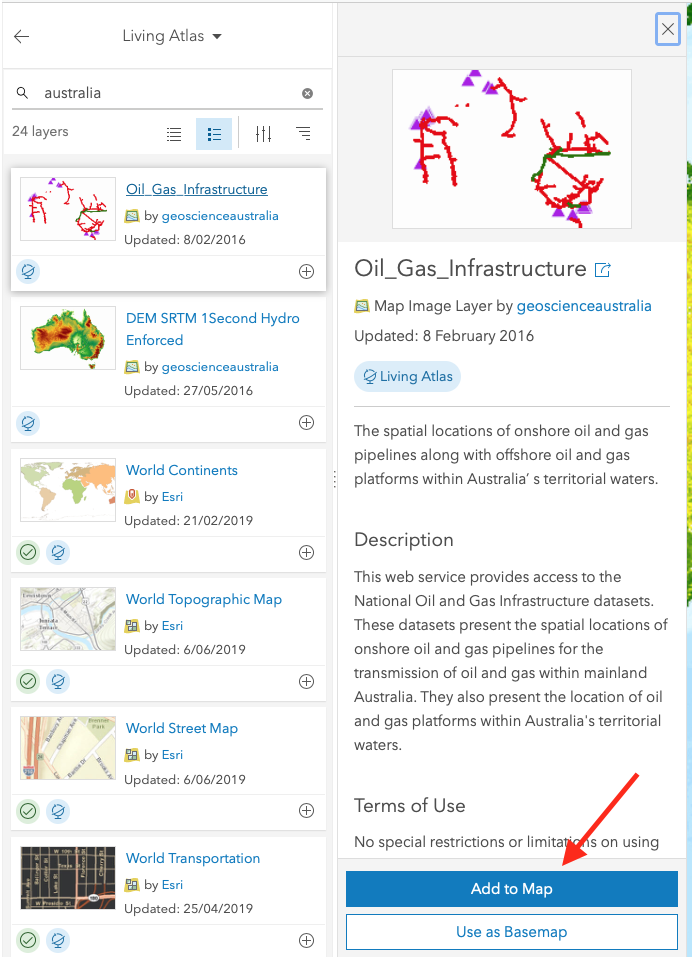 Living Atlas
australia
24 layers
Oil_Gas_Infrastructure
by geoscienceaustralia
Updated: 8/02/2016
DEM SRTM 1Second Hydro
Enforced
by geoscienceaustralia
Updated: 27/05/2016
World Continents
by Esri
Updated: 21/02/2019
World Topographic Map
by Esri
Updated: 6/06/2019
World Street Map
by Esri
Updated: 6/06/2019
World Transportation
by Esri
Updated: 25/04/2019
Oil_Gas_Infrastructure
Map Image Layer by geoscienceaustralia
Updated: 8 February 2016
Living Atlas
The spatial locations of onshore oil and gas
pipelines along with offshore oil and gas
platforms within Australia’ s territorial waters.
Description
This web service provides access to the
National Oil and Gas Infrastructure datasets.
These datasets present the spatial locations of
onshore oil and gas pipelines for the
transmission of oil and gas within mainland
Australia. They also present the location of oil
and gas platforms within Australia's territorial
waters.
Terms of Use
No special restrictions or limitations on using
Add to Map
Use as Basemap